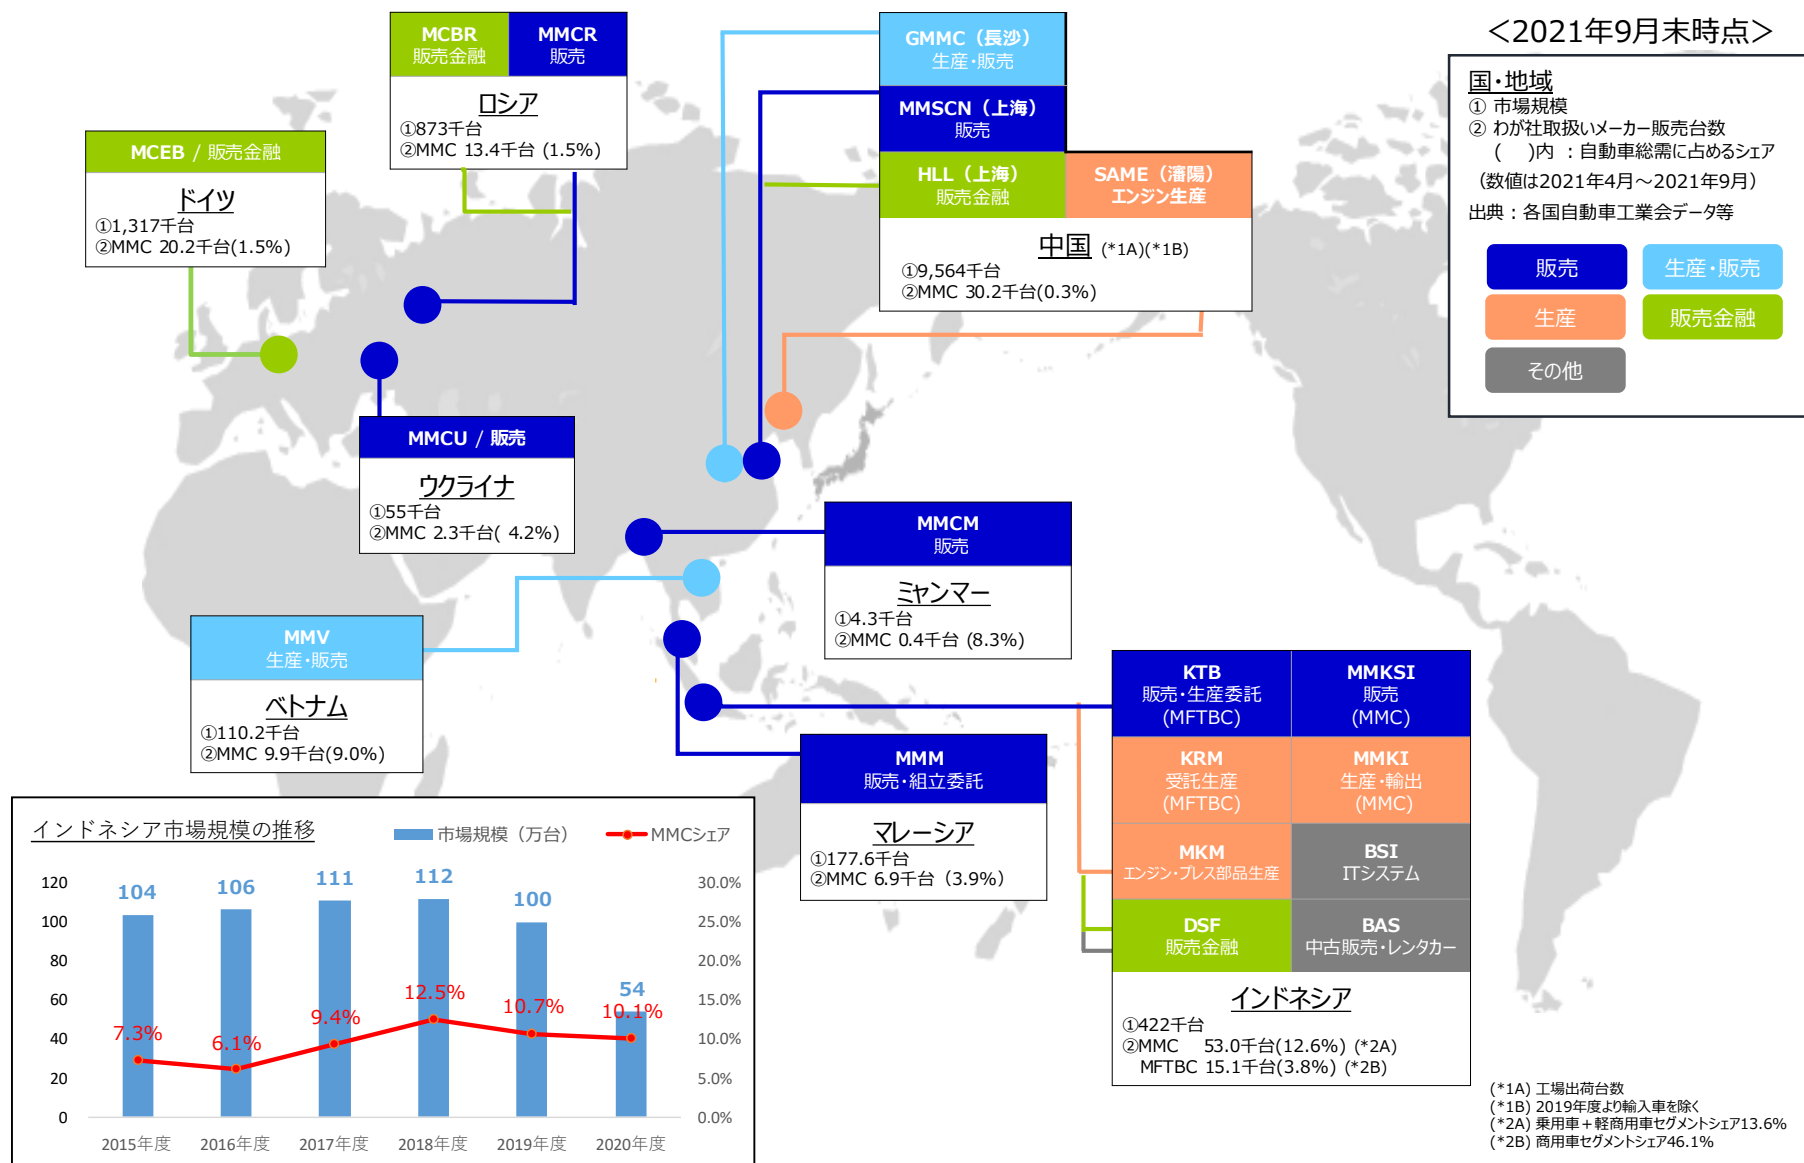 ＜2021年9月末時点＞
国・地域
① 市場規模
② わが社取扱いメーカー販売台数
(　)内 ：自動車総需に占めるシェア
(数値は2021年4月～2021年9月)
出典：各国自動車工業会データ等
販売
生産・販売
生産
販売金融
その他
MCBR
販売金融
MMCR
販売
ロシア
①873千台
②MMC 13.4千台 (1.5%)
MCEB / 販売金融
ドイツ
①1,317千台
②MMC 20.2千台(1.5%)
GMMC（長沙）
生産・販売
MMSCN（上海）
販売
HLL（上海）
販売金融
SAME（瀋陽）
エンジン生産
中国 (*1A)(*1B)
①9,564千台
②MMC 30.2千台(0.3%)
MMCU / 販売
ウクライナ
①55千台
②MMC 2.3千台( 4.2%)
MMCM
販売
ミャンマー
①4.3千台
②MMC 0.4千台 (8.3%)
MMV
生産・販売
ベトナム
①110.2千台
②MMC 9.9千台(9.0%)
MMM
販売・組立委託
マレーシア
①177.6千台
②MMC 6.9千台（3.9%）
KTB
販売・生産委託
(MFTBC)
MMKSI
販売
(MMC)
KRM
受託生産
(MFTBC)
MMKI
生産・輸出
(MMC)
MKM
エンジン・プレス部品生産
BSI
ITシステム
DSF
販売金融
BAS
中古販売・レンタカー
インドネシア
①422千台
②MMC 53.0千台(12.6%) (*2A)
MFTBC 15.1千台(3.8%) (*2B)
インドネシア市場規模の推移
市場規模（万台）
MMCシェア
120
100
80
60
40
20
0
30.0%
25.0%
20.0%
15.0%
10.0%
5.0%
0.0%
104
106
111
112
100
54
7.3%
6.1%
9.4%
12.5%
10.7%
10.1%
2015年度
2016年度
2017年度
2018年度
2019年度
2020年度
(*1A) 工場出荷台数
(*1B) 2019年度より輸入車を除く
(*2A) 乗用車＋軽商用車セグメントシェア13.6%
(*2B) 商用車セグメントシェア46.1%